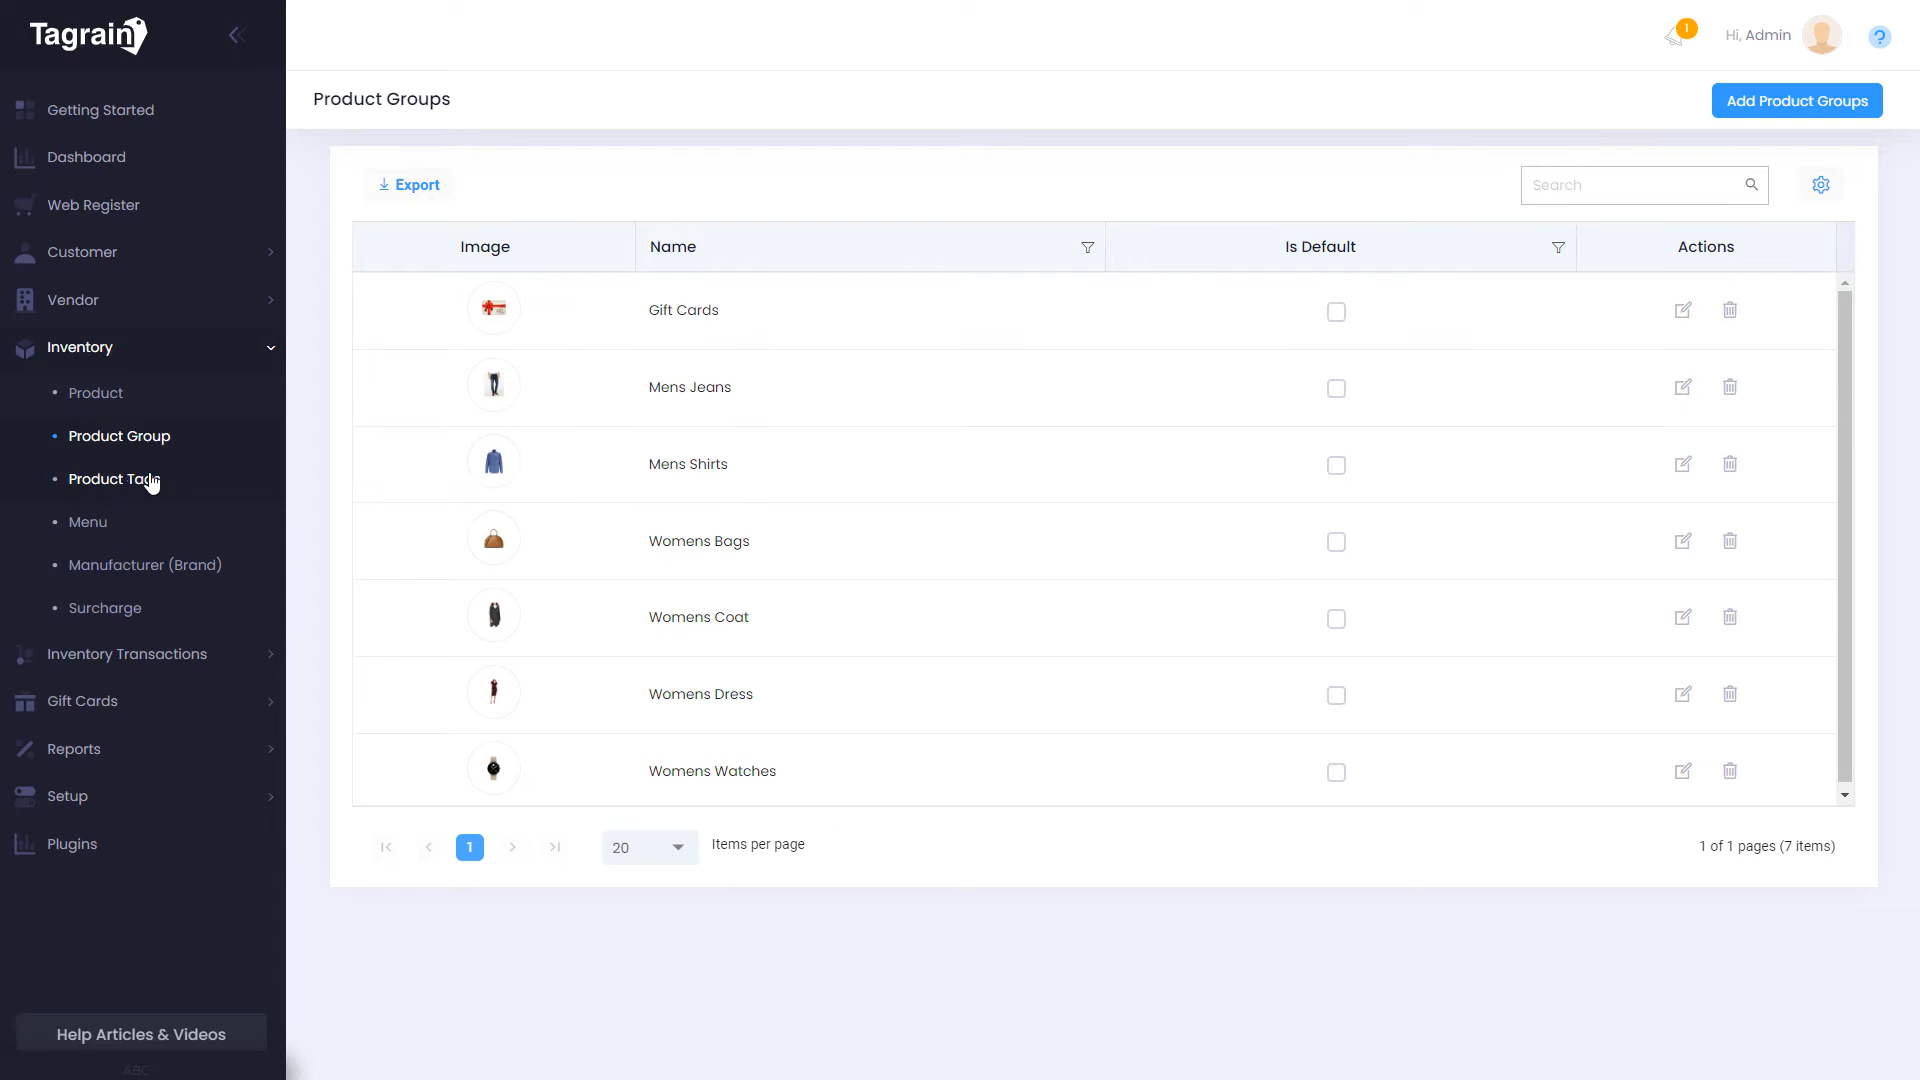 Tagrain
1
Hi, Admin
?
Getting Started
Dashboard
Web Register
Customer
Vendor
Inventory
Product
Product Group
Product Tags
Menu
Manufacturer (Brand)
Surcharge
Inventory Transactions
Gift Cards
Reports
Setup
Plugins
Help Articles & Videos
ABC
Product Groups
Add Product Groups
Export
Search
Image Name Is Default Actions
Gift Cards
Mens Jeans
Mens Shirts
Womens Bags
Womens Coat
Womens Dress
Womens Watches
1
20
Items per page
1 of 1 pages (7 items)